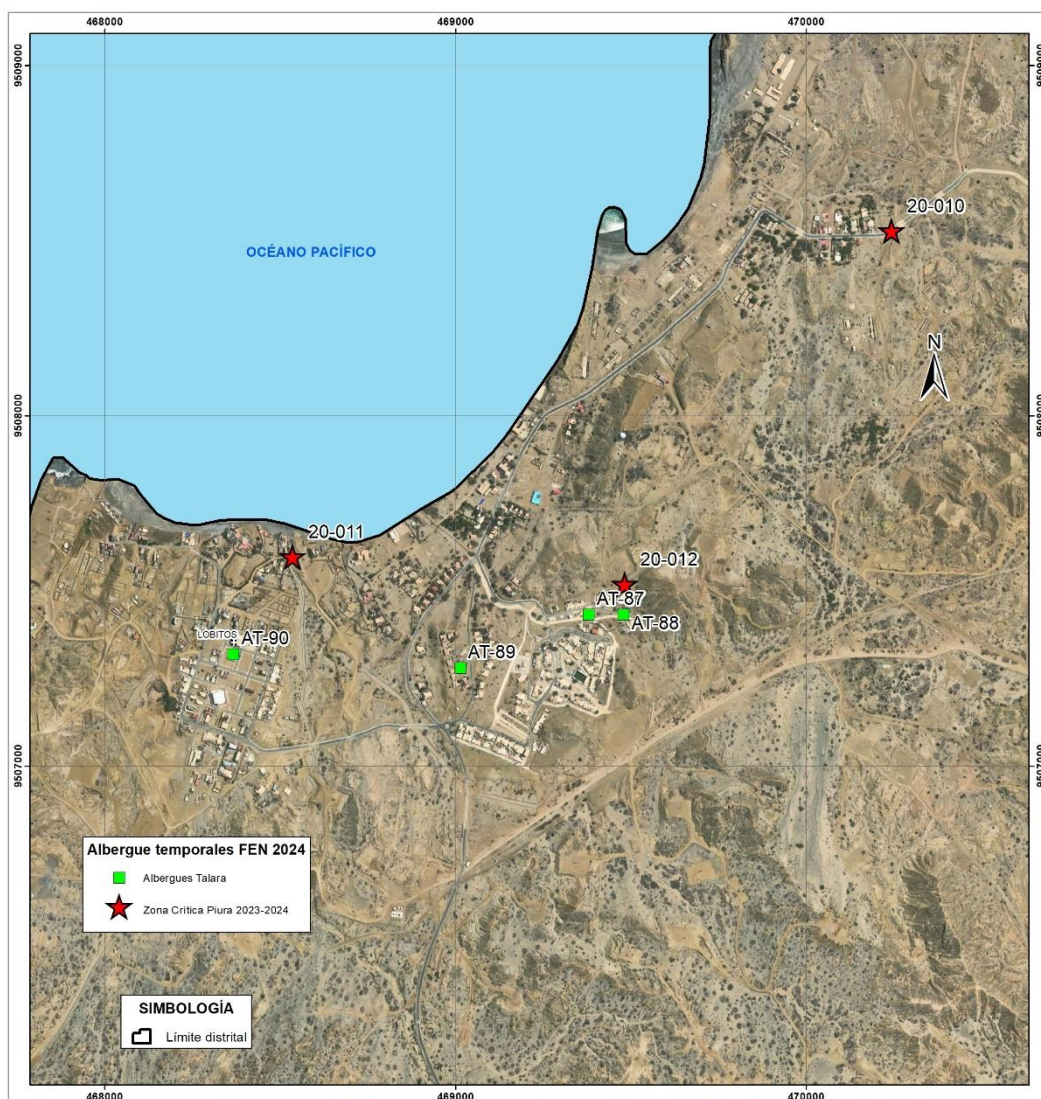 468000
469000
470000
9509000
9509000
20-010
OCÉANO PACÍFICO
N
9508000
9508000
20-011
20-012
AT-87
AT-88
LOBITOS
AT-90
AT-89
9507000
9507000
Albergue temporales FEN 2024
Albergues Talara
Zona Critica Piura 2023-2024
SIMBOLOGÍA
Límite distrital
468000
469000
470000